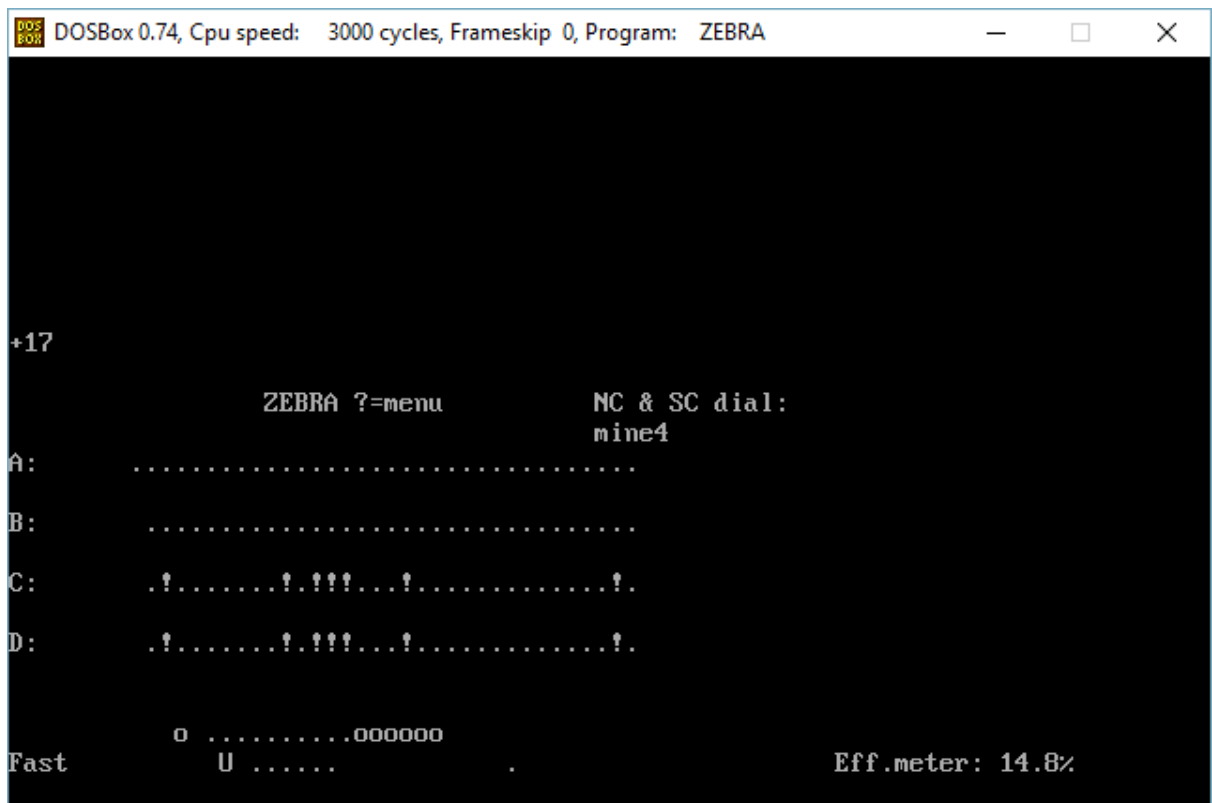 DOSBox 0.74, Cpu speed: 3000 cycles, Frameskip 0, Program: ZEBRA
+17
ZEBRA ?=menu NC & SC dial:
mine4
A: ..................................
B: .................................
C: .!.......!.!!!...!.............!.
D: .!.......!.!!!...!.............!.
o ..........oooooo
Fast U ...... . Eff.meter: 14.8%